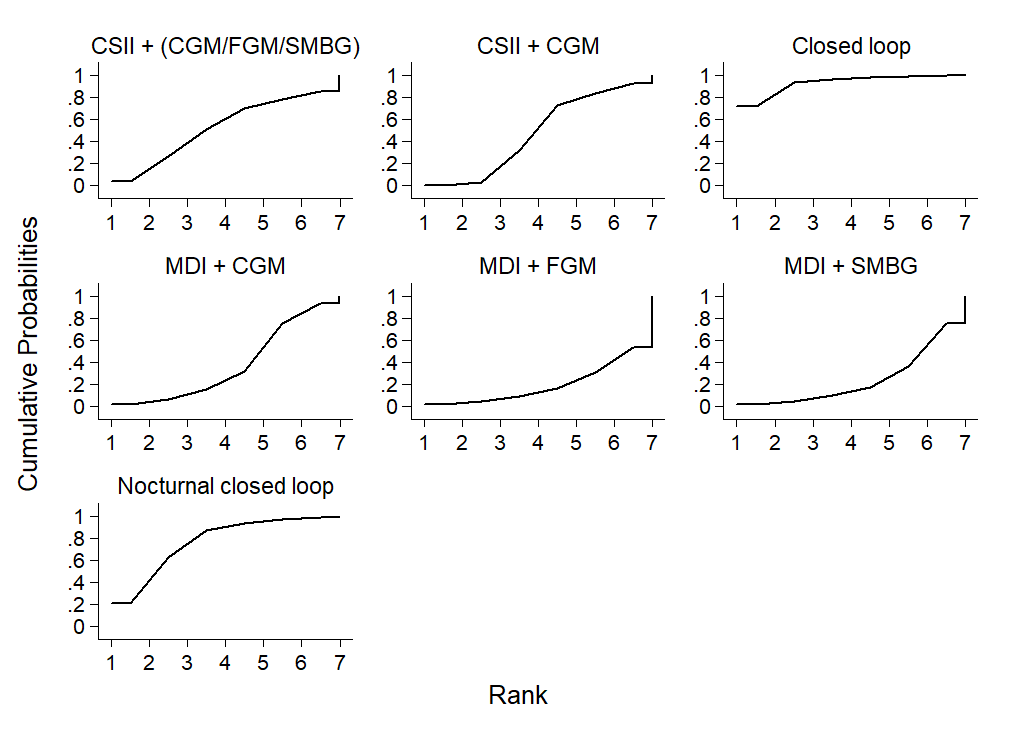 CSII + (CGM/FGM/SMBG)
CSII + CGM
Closed loop
1
.8
.6
.4
.2
0
1 2 3 4 5 6 7
1
.8
.6
.4
.2
0
1 2 3 4 5 6 7
1
.8
.6
.4
.2
0
1 2 3 4 5 6 7
Cumulative Probabilities
MDI + CGM
MDI + FGM
MDI + SMBG
1
.8
.6
.4
.2
0
1 2 3 4 5 6 7
1
.8
.6
.4
.2
0
1 2 3 4 5 6 7
1
.8
.6
.4
.2
0
1 2 3 4 5 6 7
Nocturnal closed loop
1
.8
.6
.4
.2
0
1 2 3 4 5 6 7
Rank